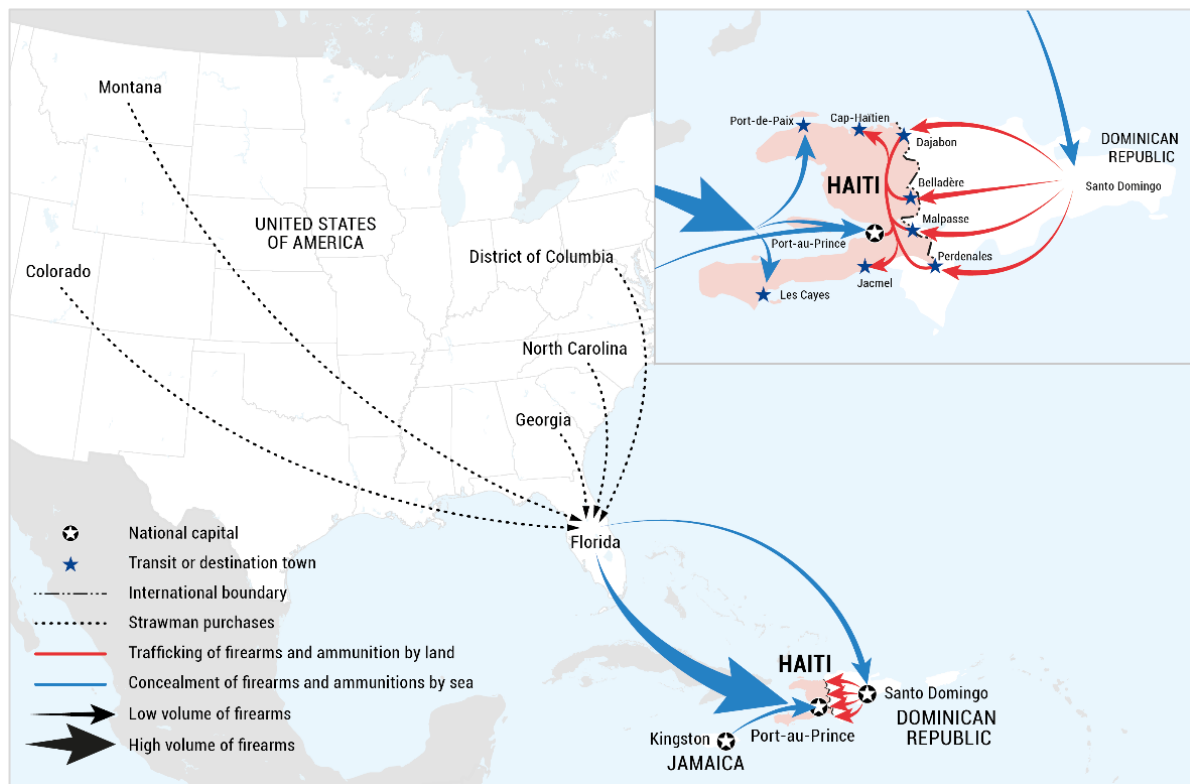 Montana
UNITED STATES
OF AMERICA
Colorado
District of Columbia
North Carolina
Georgia
Florida
National capital
Transit or destination town
International boundary
Strawman purchases
Trafficking of firearms and ammunition by land
Concealment of firearms and ammunitions by sea
Low volume of firearms
High volume of firearms
HAITI
Santo Domingo
DOMINICAN
REPUBLIC
Port-au-Prince
Kingston
JAMAICA
Port-de-Paix
Cap-Haïtien
Dajabon
DOMINICAN
REPUBLIC
HAITI
Belladère
Santo Domingo
Malpasse
Port-au-Prince
Perdenales
Jacmel
Les Cayes